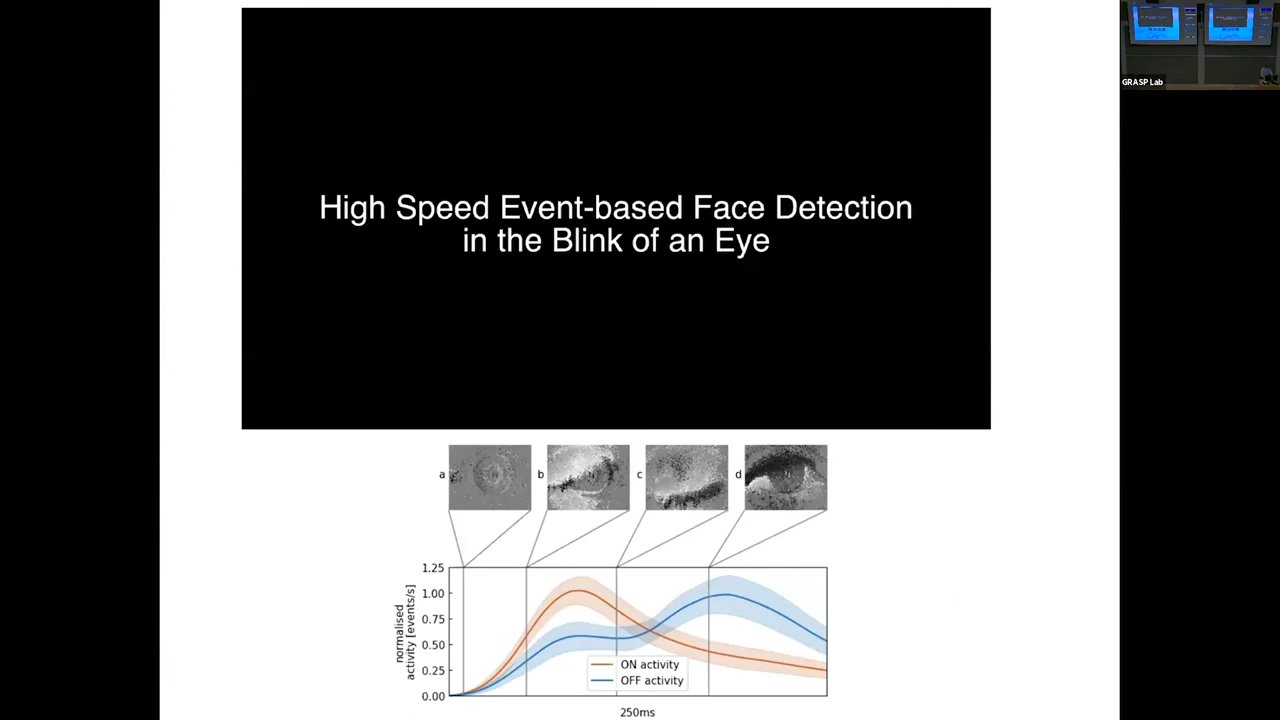 High Speed Event-based Face Detection
in the Blink of an Eye
GRASP Lab
a
b
c
d
normalised
activity [events/s]
1.25
1.00
0.75
0.50
0.25
0.00
ON activity
OFF activity
250ms